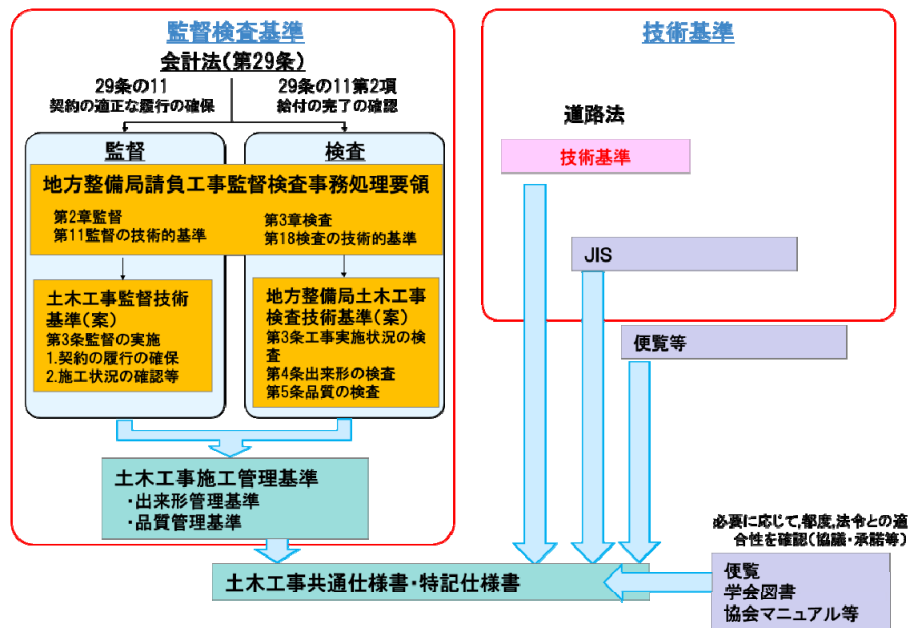 監督検査基準
会計法(第29条)
29条の11
契約の適正な履行の確保
29条の11第2項
給付の完了の確認
監督
検査
地方整備局請負工事監督検査事務処理要領
第2章監督
第11監督の技術的基準
第3章検査
第18検査の技術的基準
土木工事監督技術
基準(案)
第3条監督の実施
1.契約の履行の確保
2.施工状況の確認等
地方整備局土木工事
検査技術基準(案)
第3条工事実施状況の検
査
第4条出来形の検査
第5条品質の検査
土木工事施工管理基準
・出来形管理基準
・品質管理基準
土木工事共通仕様書・特記仕様書
技術基準
道路法
技術基準
JIS
便覧等
必要に応じて,都度,法令との適
合性を確認(協議・承諾等)
便覧
学会図書
協会マニュアル等